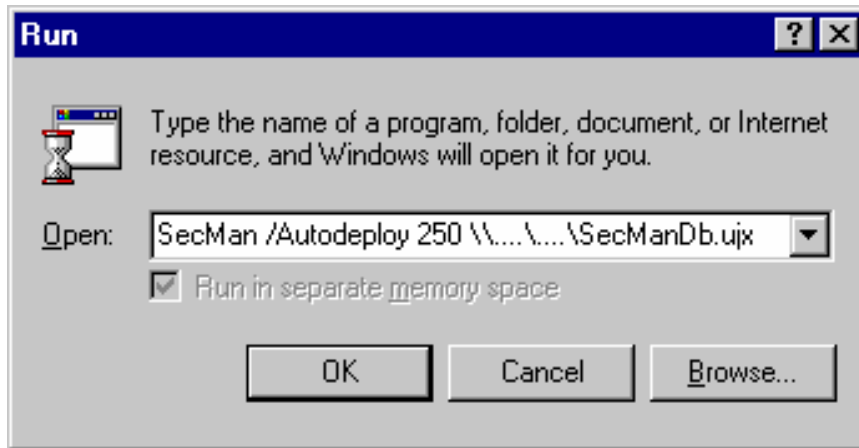 Run
Type the name of a program, folder, document, or Internet
resource, and Windows will open it for you.
Open: SecMan /Autodeploy 250 \\....\....\SecManDb.ujx
Run in separate memory space
OK Cancel Browse...